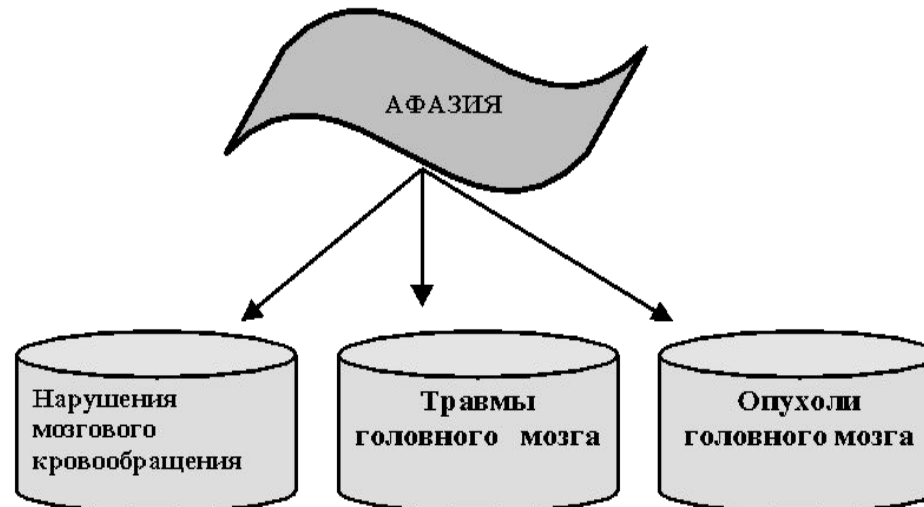 АФАЗИЯ
Нарушения
мозгового
кровообращения
Травмы
головного мозга
Опухоли
головного мозга